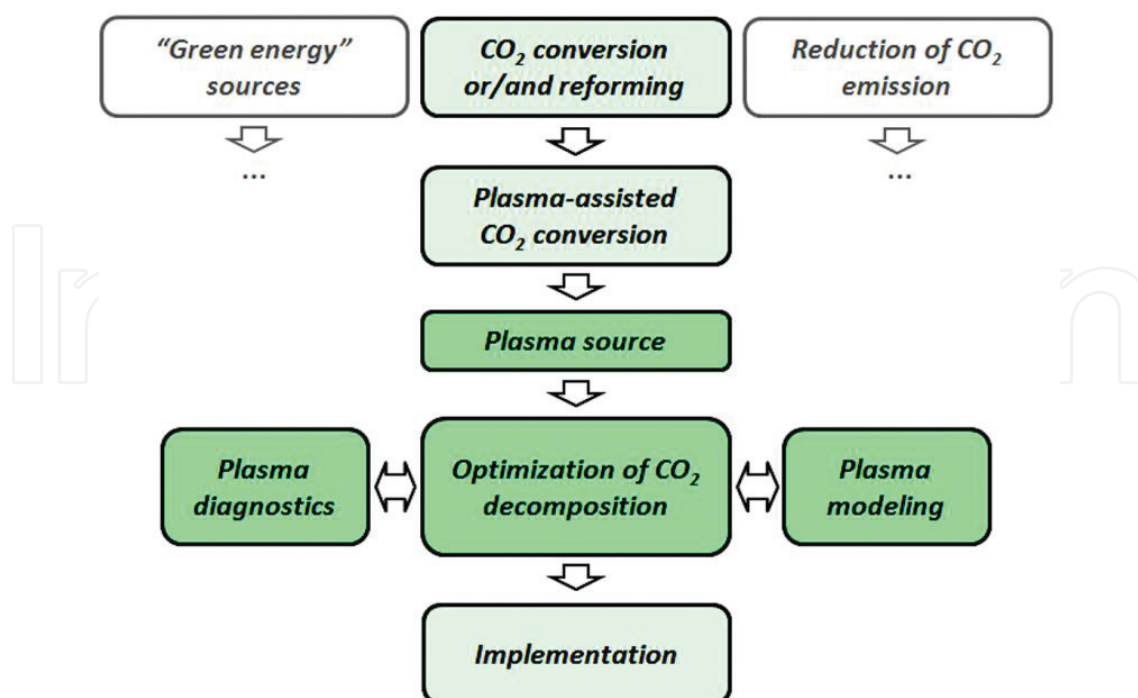 “Green energy”
sources
CO₂ conversion
or/and reforming
Reduction of CO₂
emission
...
...
Plasma-assisted
CO₂ conversion
Plasma source
Plasma
diagnostics
Optimization of CO₂
decomposition
Plasma
modeling
Implementation